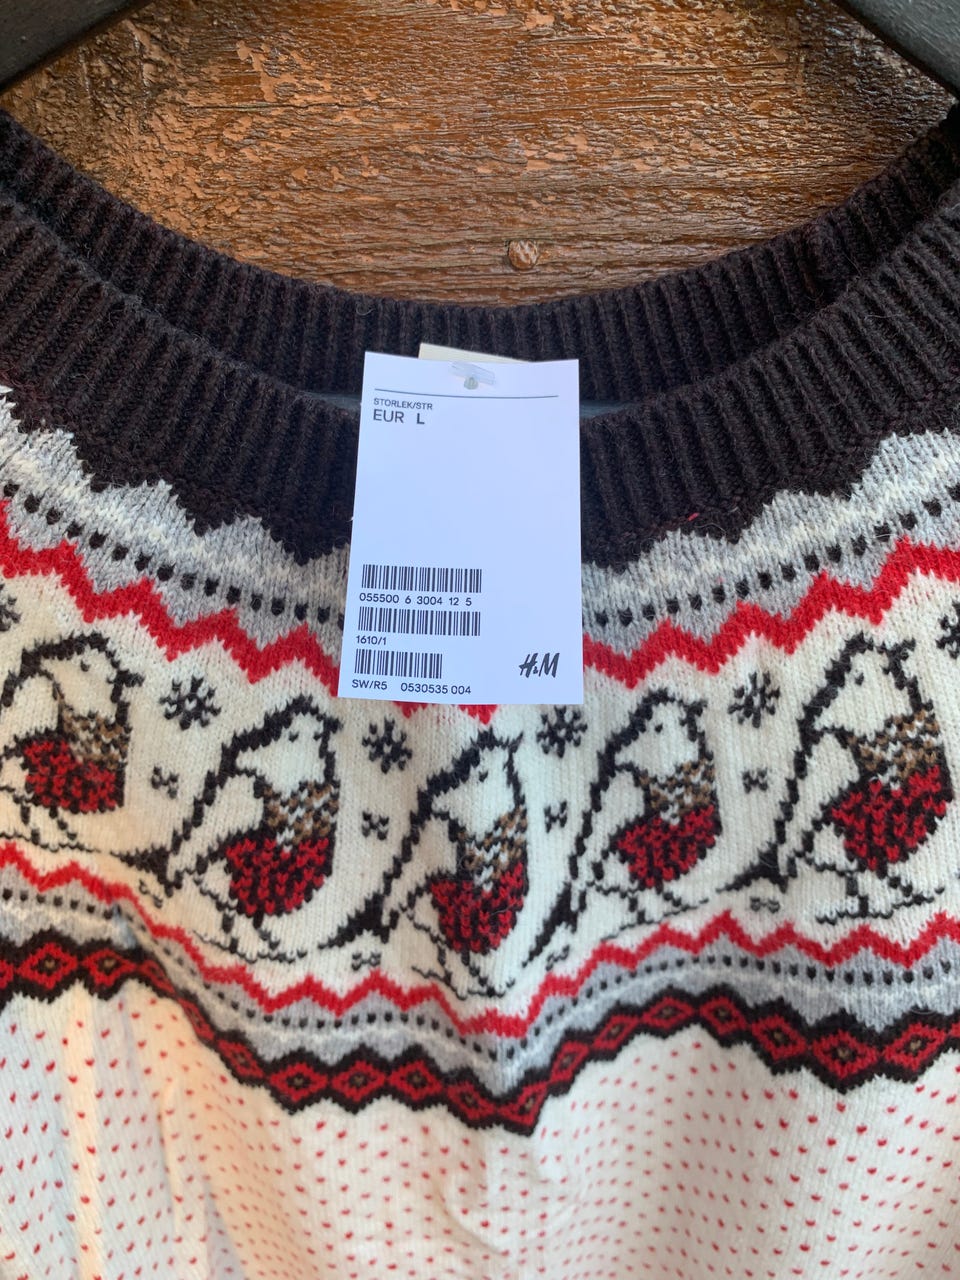 STORLEK/STR
EUR L
055500 6 3004 12 5
1610/1
H&M
SW/R5 0530535 004